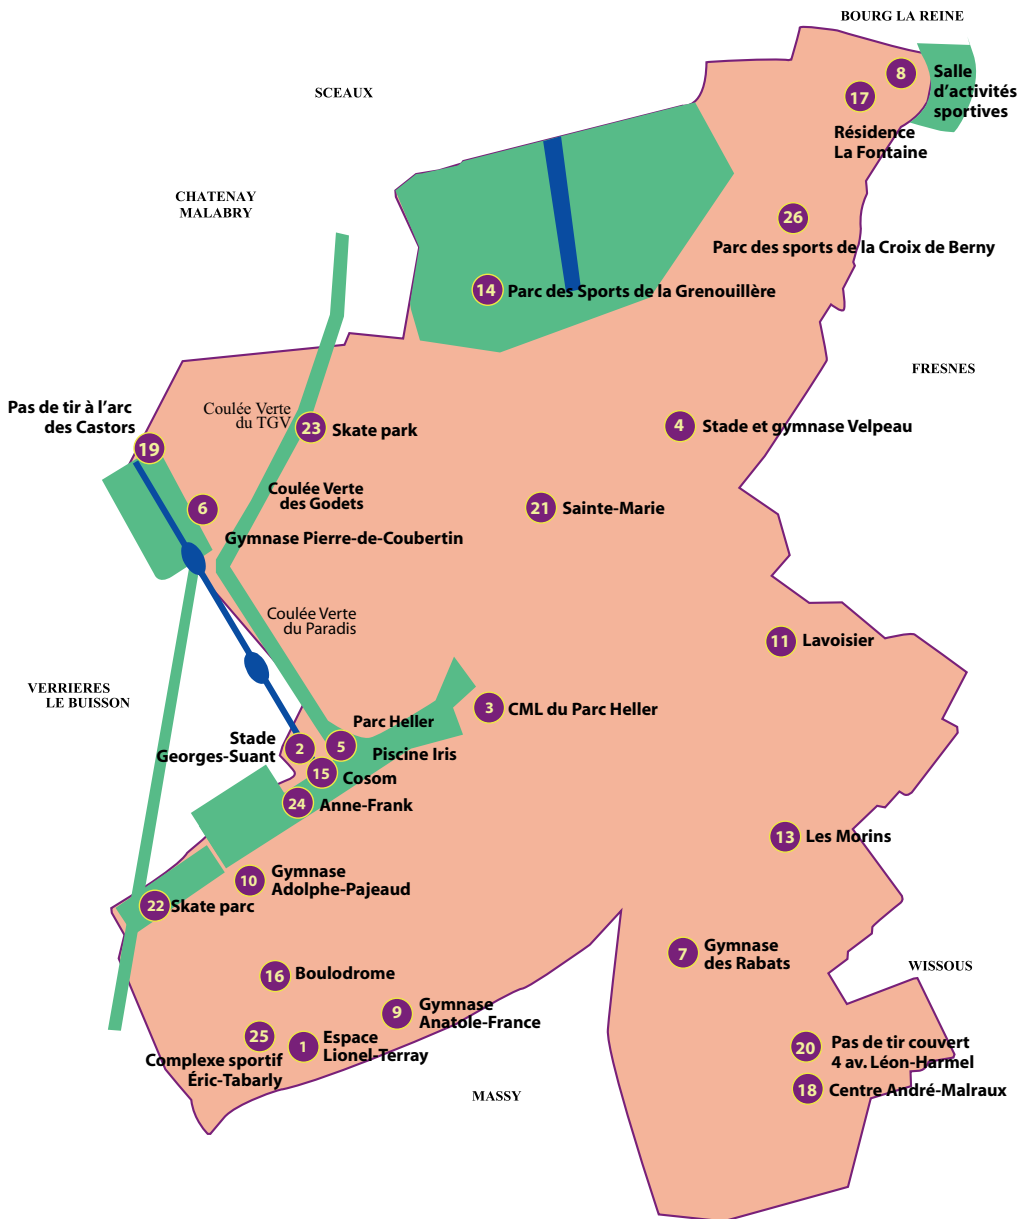 BOURG LA REINE
8
Salle
d'activités
sportives
17
Résidence
La Fontaine
SCEAUX
CHATENAY
MALABRY
26
Parc des sports de la Croix de Berny
14
Parc des Sports de la Grenouillère
FRESNES
Pas de tir à l'arc
des Castors
19
Coulée Verte
du TGV
23
Skate park
4
Stade et gymnase Velpeau
Coulée Verte
des Godets
6
Gymnase Pierre-de-Coubertin
21
Sainte-Marie
Coulée Verte
du Paradis
11
Lavoisier
VERRIERES
LE BUISSON
3
CML du Parc Heller
Parc Heller
Stade
Georges-Suant
2
5
Piscine Iris
15
Cosom
24
Anne-Frank
13
Les Morins
10
Gymnase
Adolphe-Pajeaud
22
Skate parc
7
Gymnase
des Rabats
WISSOUS
16
Boulodrome
9
Gymnase
Anatole-France
25
Complexe sportif
Éric-Tabarly
1
Espace
Lionel-Terray
20
Pas de tir couvert
4 av. Léon-Harmel
18
Centre André-Malraux
MASSY